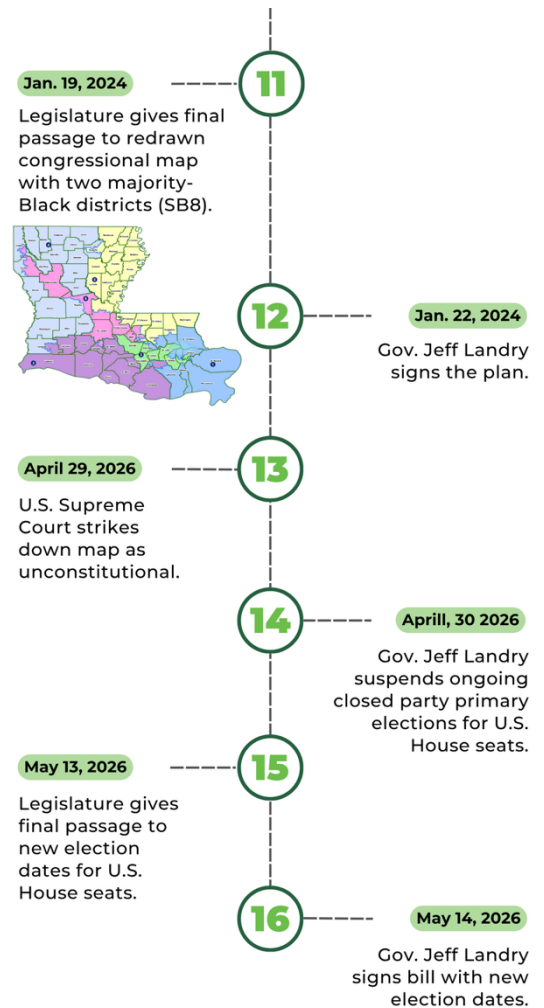 11
Jan. 19, 2024
Legislature gives final
passage to redrawn
congressional map
with two majority-
Black districts (SB8).
12
Jan. 22, 2024
Gov. Jeff Landry
signs the plan.
13
April 29, 2026
U.S. Supreme
Court strikes
down map as
unconstitutional.
14
Aprill, 30 2026
Gov. Jeff Landry
suspends ongoing
closed party primary
elections for U.S.
House seats.
15
May 13, 2026
Legislature gives
final passage to
new election
dates for U.S.
House seats.
16
May 14, 2026
Gov. Jeff Landry
signs bill with new
election dates.